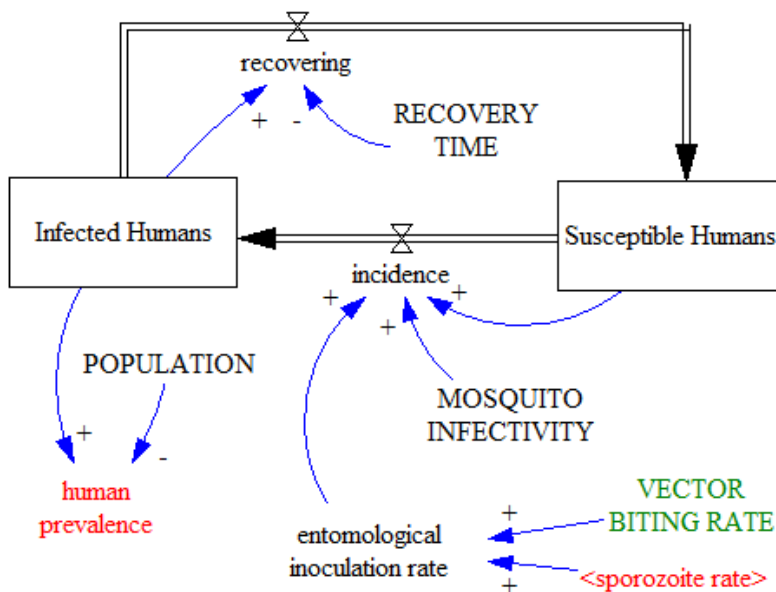 recovering
+
-
RECOVERY
TIME
Infected Humans
Susceptible Humans
incidence
+
+
+
POPULATION
MOSQUITO
INFECTIVITY
+
-
human
prevalence
VECTOR
BITING RATE
+
entomological
inoculation rate
<sporozoite rate>
+